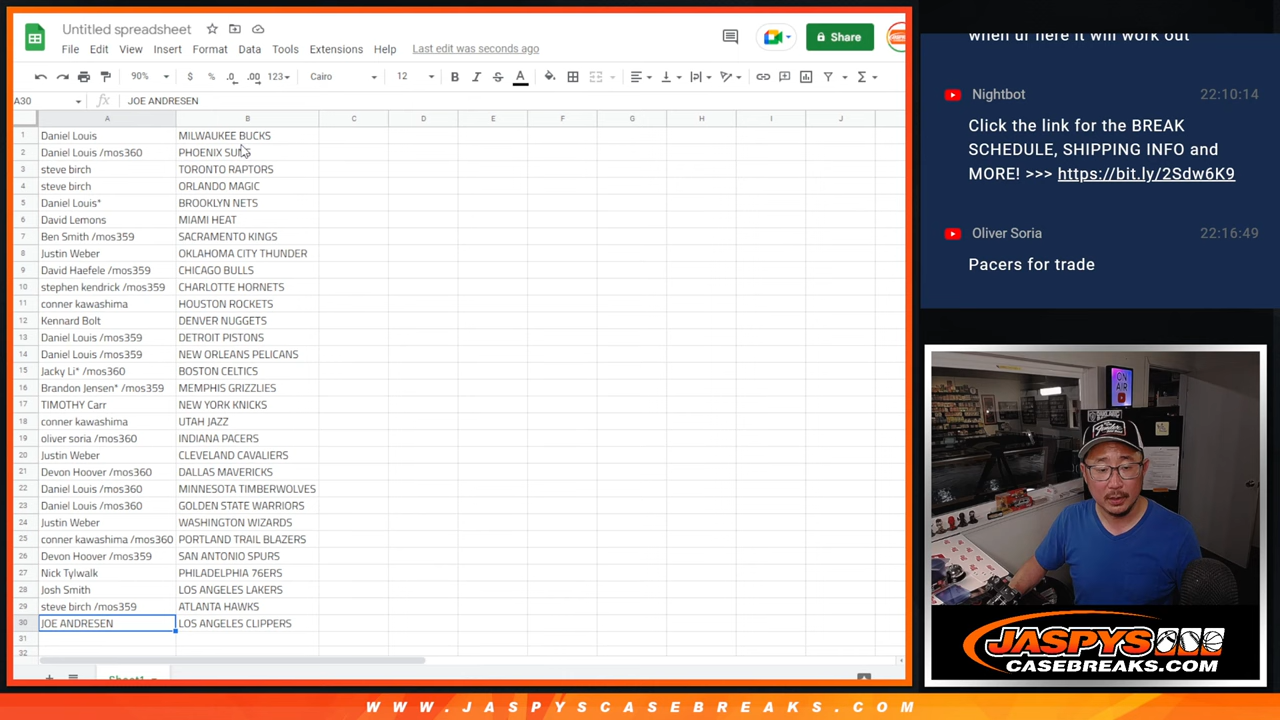 Untitled spreadsheet
File Edit View Insert Format Data Tools Extensions Help Last edit was seconds ago
Share
90% $ % .0 .00 123 Cairo 12 B I S A
A30 fx JOE ANDRESEN
A B C D E F G H I J
1 Daniel Louis MILWAUKEE BUCKS
2 Daniel Louis /mos360 PHOENIX SUNS
3 steve birch TORONTO RAPTORS
4 steve birch ORLANDO MAGIC
5 Daniel Louis* BROOKLYN NETS
6 David Lemons MIAMI HEAT
7 Ben Smith /mos359 SACRAMENTO KINGS
8 Justin Weber OKLAHOMA CITY THUNDER
9 David Haefele /mos359 CHICAGO BULLS
10 stephen kendrick /mos359 CHARLOTTE HORNETS
11 conner kawashima HOUSTON ROCKETS
12 Kennard Bolt DENVER NUGGETS
13 Daniel Louis /mos359 DETROIT PISTONS
14 Daniel Louis /mos359 NEW ORLEANS PELICANS
15 Jacky Li* /mos360 BOSTON CELTICS
16 Brandon Jensen* /mos359 MEMPHIS GRIZZLIES
17 TIMOTHY Carr NEW YORK KNICKS
18 conner kawashima UTAH JAZZ
19 oliver soria /mos360 INDIANA PACERS
20 Justin Weber CLEVELAND CAVALIERS
21 Devon Hoover /mos360 DALLAS MAVERICKS
22 Daniel Louis /mos360 MINNESOTA TIMBERWOLVES
23 Daniel Louis /mos360 GOLDEN STATE WARRIORS
24 Justin Weber WASHINGTON WIZARDS
25 conner kawashima /mos360 PORTLAND TRAIL BLAZERS
26 Devon Hoover /mos359 SAN ANTONIO SPURS
27 Nick Tylwalk PHILADELPHIA 76ERS
28 Josh Smith LOS ANGELES LAKERS
29 steve birch /mos359 ATLANTA HAWKS
30 JOE ANDRESEN LOS ANGELES CLIPPERS
31
32
Sheet1
when ur here it will work out
Nightbot 22:10:14
Click the link for the BREAK
SCHEDULE, SHIPPING INFO and
MORE! >>> https://bit.ly/2Sdw6K9
Oliver Soria 22:16:49
Pacers for trade
ON
AIR
JASPYS
CASEBREAKS.COM
WWW.JASPYSCASEBREAKS.COM